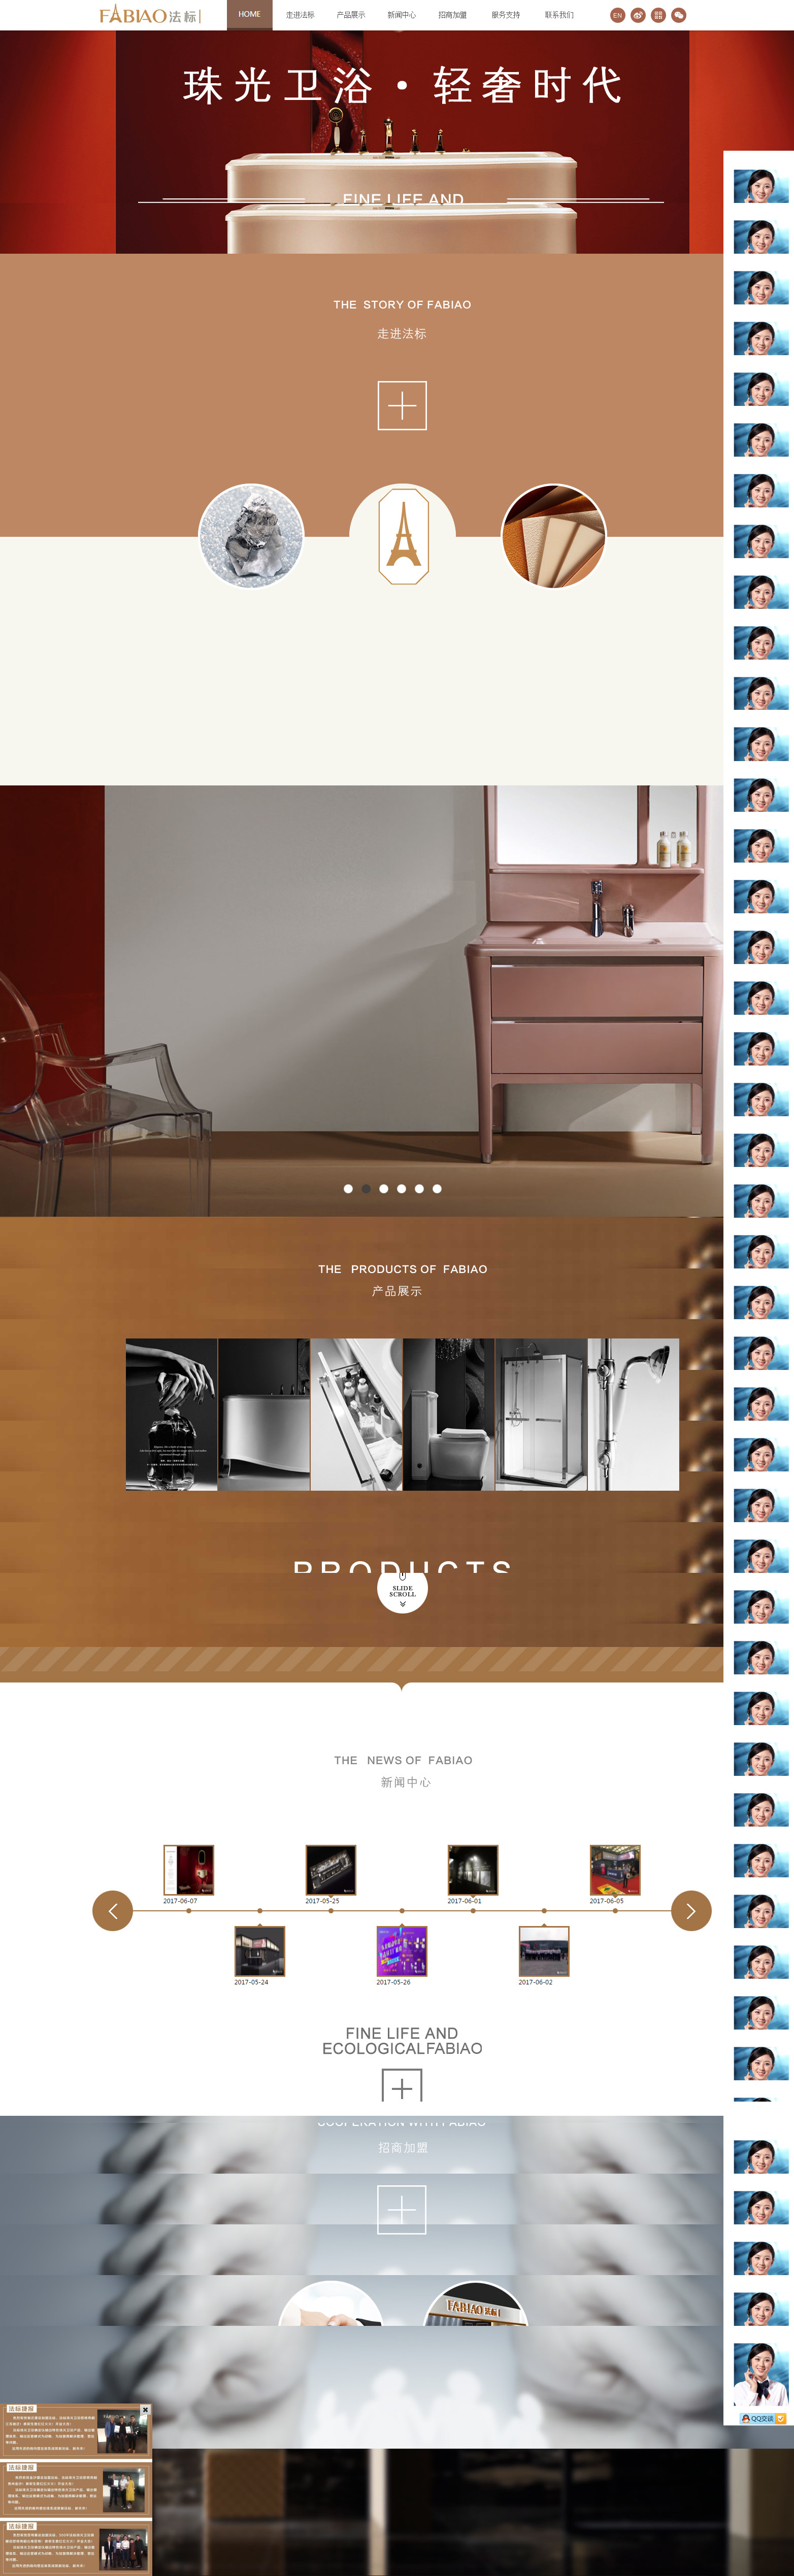 FABIAO法标
HOME
走进法标
产品展示
新闻中心
招商加盟
服务支持
联系我们
EN
珠光卫浴·轻奢时代
FINE LIFE AND
THE STORY OF FABIAO
走进法标
THE PRODUCTS OF FABIAO
产品展示
PRODUCTS
SLIDE
SCROLL
THE NEWS OF FABIAO
新闻中心
2017-06-07
2017-05-25
2017-06-01
2017-06-05
2017-05-24
2017-05-26
2017-06-02
FINE LIFE AND
ECOLOGICALFABIAO
COOPERATION WITH FABIAO
招商加盟
FABIAO法标
QQ交谈
法标捷报
法标捷报
法标捷报